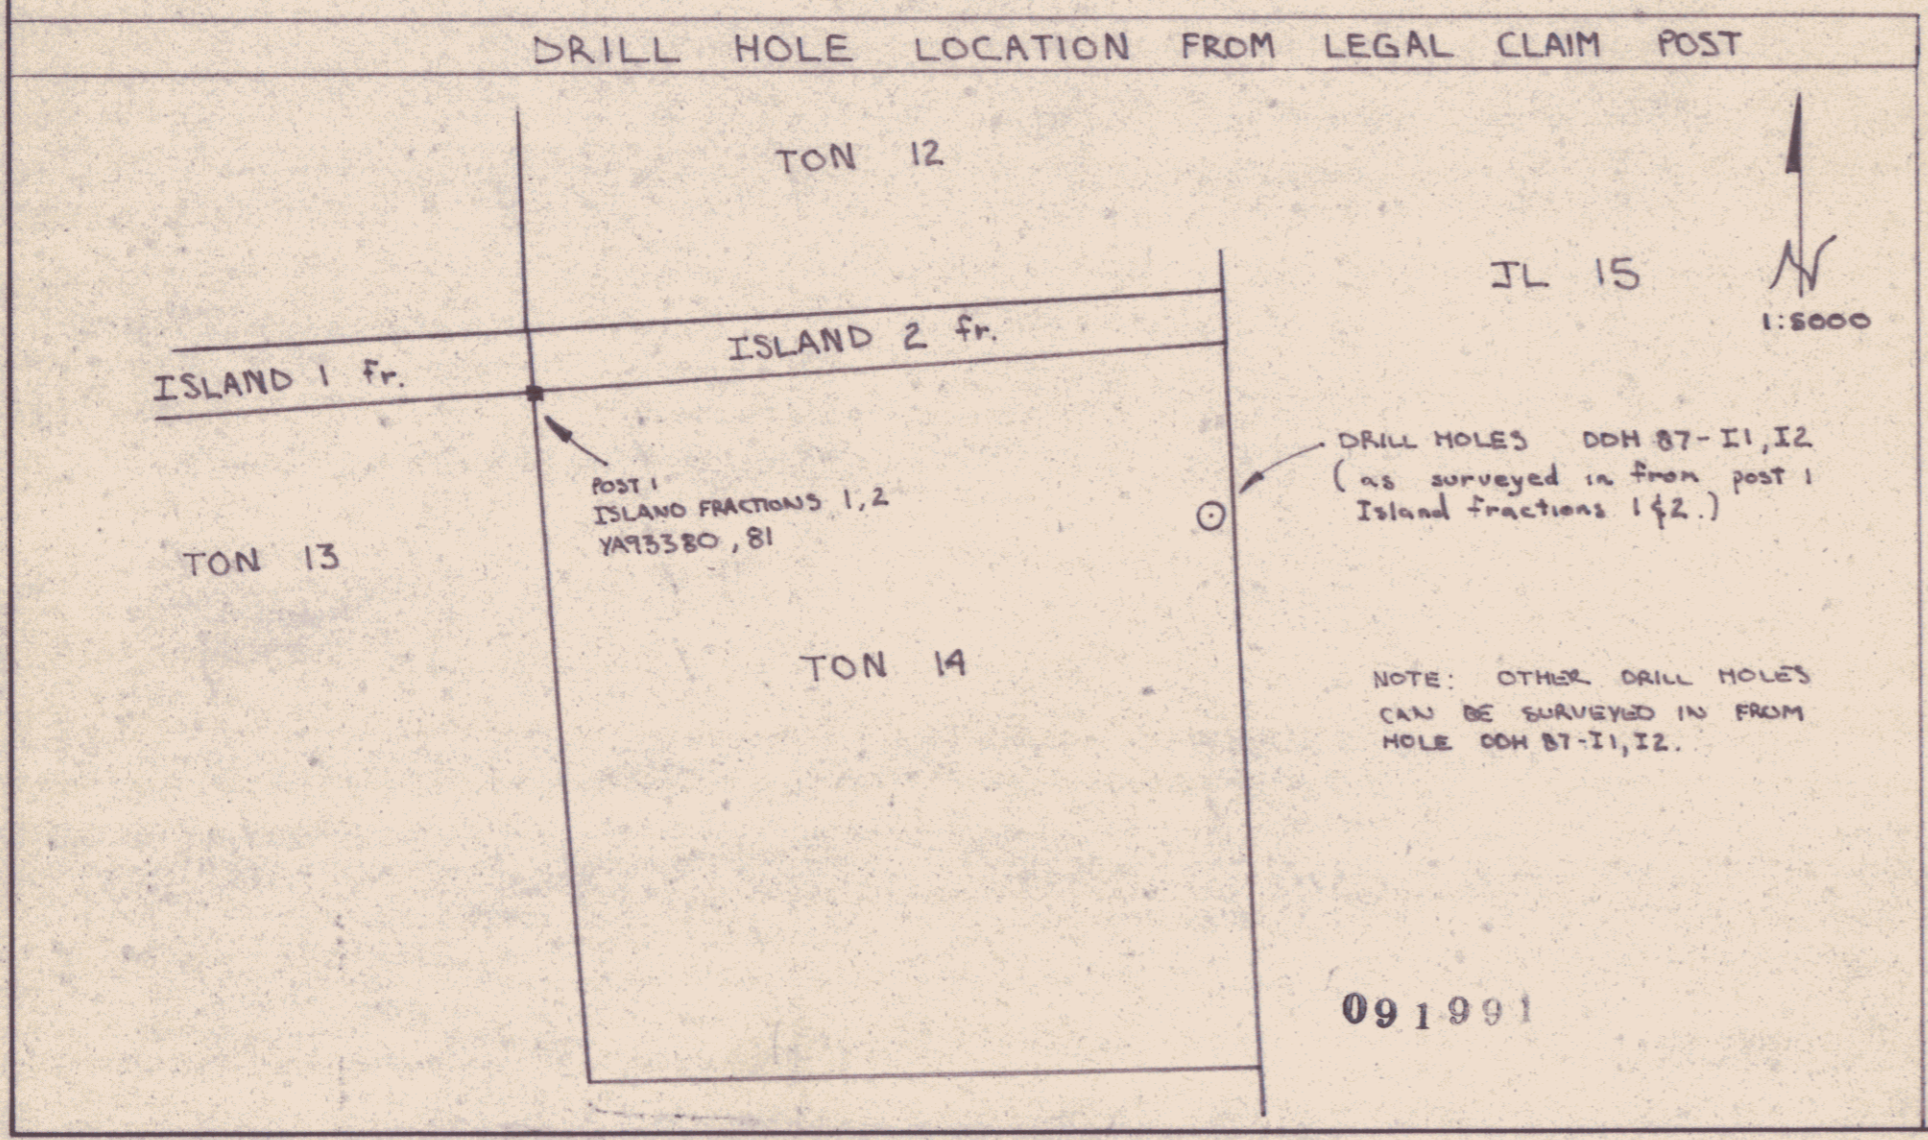 DRILL HOLE LOCATION FROM LEGAL CLAIM POST
TON 12
JL 15
N
1:5000
ISLAND 2 fr.
ISLAND 1 fr.
DRILL HOLES DDH 87-I1,I2
(as surveyed in from post 1
Island fractions 1 & 2.)
POST 1
ISLAND FRACTIONS 1,2
YA93380, 81
TON 13
TON 14
NOTE: OTHER DRILL HOLES
CAN BE SURVEYED IN FROM
HOLE DDH 87-I1,I2.
091991